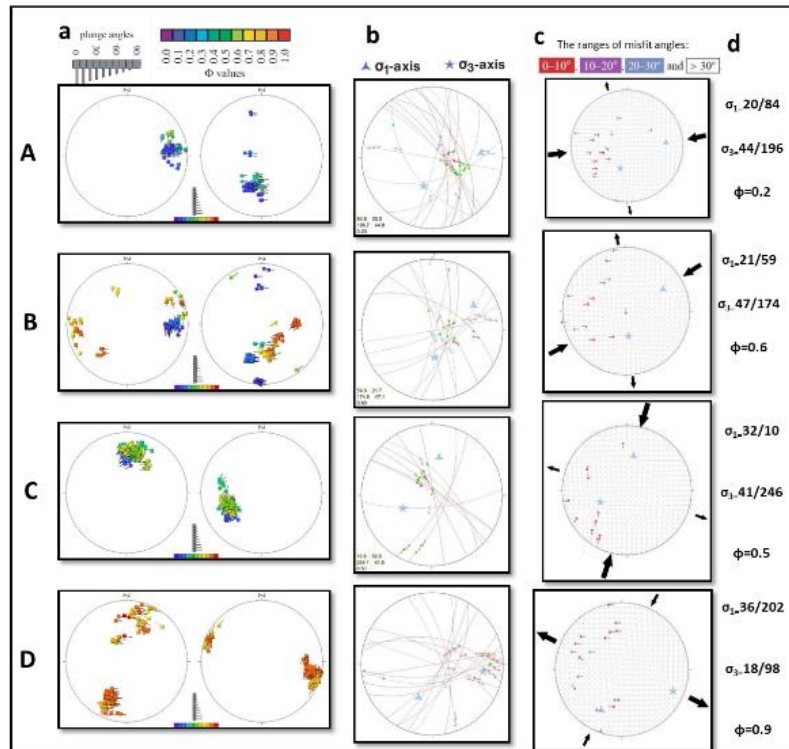 a
b
c
d
plunge angles
0 30 60 90
0.0 0.1 0.2 0.3 0.4 0.5 0.6 0.7 0.8 0.9 1.0
Φ values
σ1-axis σ3-axis
The ranges of misfit angles:
0–10°, 10–20°, 20–30° and > 30°
A
σ1=20/84
σ3=44/196
ϕ=0.2
B
σ1=21/59
σ3=47/174
ϕ=0.6
C
σ1=32/10
σ3=41/246
ϕ=0.5
D
σ1=36/202
σ3=18/98
ϕ=0.9